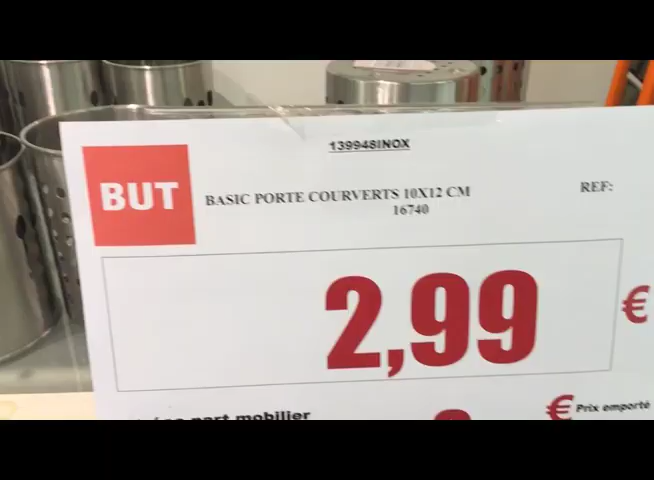 139948INOX
BUT
BASIC PORTE COURVERTS 10X12 CM
16740
REF:
2,99
€
part mobilier
€ Prix emporté